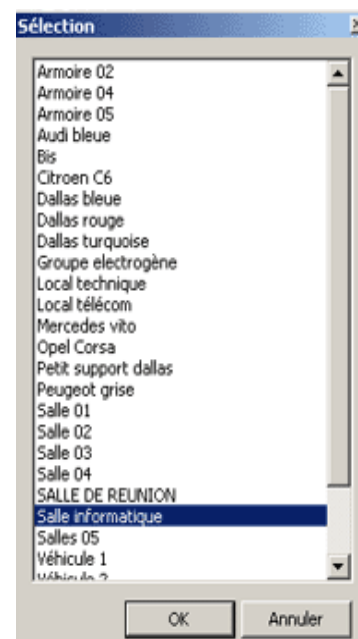 Sélection
Armoire 02
Armoire 04
Armoire 05
Audi bleue
Bis
Citroen C6
Dallas bleue
Dallas rouge
Dallas turquoise
Groupe electrogène
Local technique
Local télécom
Mercedes vito
Opel Corsa
Petit support dallas
Peugeot grise
Salle 01
Salle 02
Salle 03
Salle 04
SALLE DE REUNION
Salle informatique
Salles 05
Véhicule 1
Véhicule 2
OK Annuler